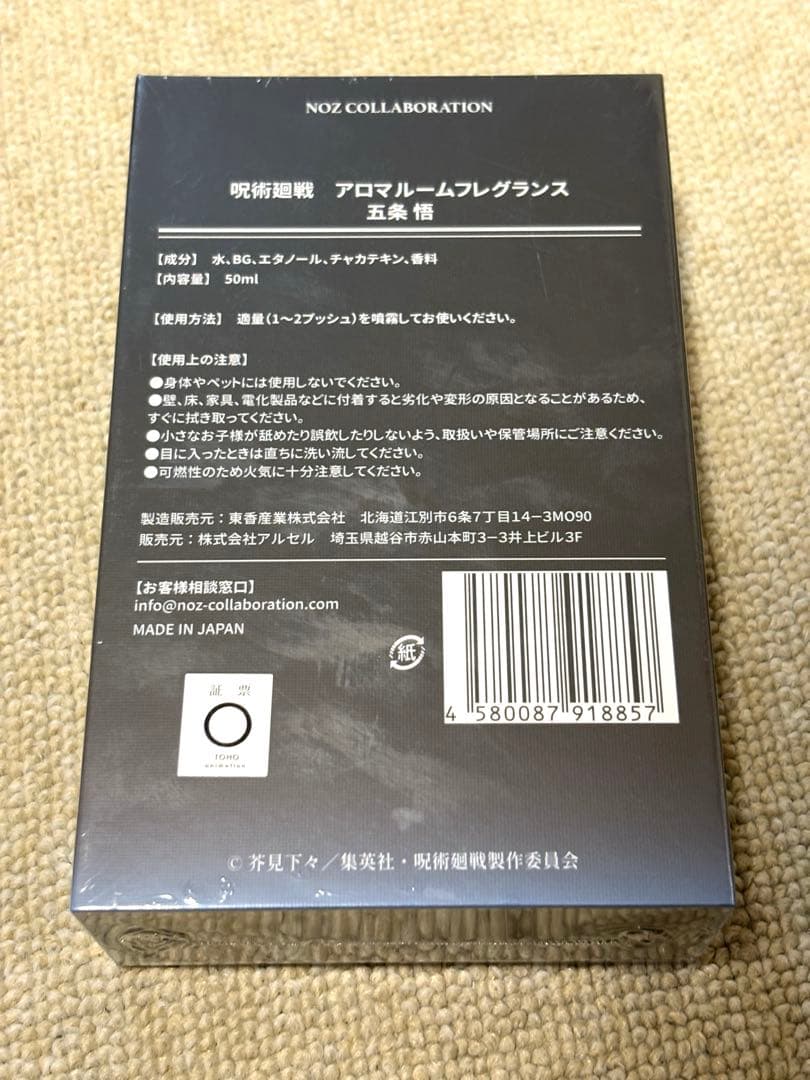 NOZ COLLABORATION
呪術廻戦　アロマルームフレグランス
五条 悟
【成分】　水、BG、エタノール、チャカテキン、香料
【内容量】　50ml
【使用方法】　適量（1～2プッシュ）を噴霧してお使いください。
【使用上の注意】
●身体やペットには使用しないでください。
●壁、床、家具、電化製品などに付着すると劣化や変形の原因となることがあるため、
すぐに拭き取ってください。
●小さなお子様が舐めたり誤飲したりしないよう、取扱いや保管場所にご注意ください。
●目に入ったときは直ちに洗い流してください。
●可燃性のため火気に十分注意してください。
製造販売元：東香産業株式会社　北海道江別市6条7丁目14−3MO90
販売元：株式会社アルセル　埼玉県越谷市赤山本町3−3井上ビル3F
【お客様相談窓口】
info@noz-collaboration.com
MADE IN JAPAN
紙
4 580087 918857
証 票
TOHO
animation
© 芥見下々／集英社・呪術廻戦製作委員会